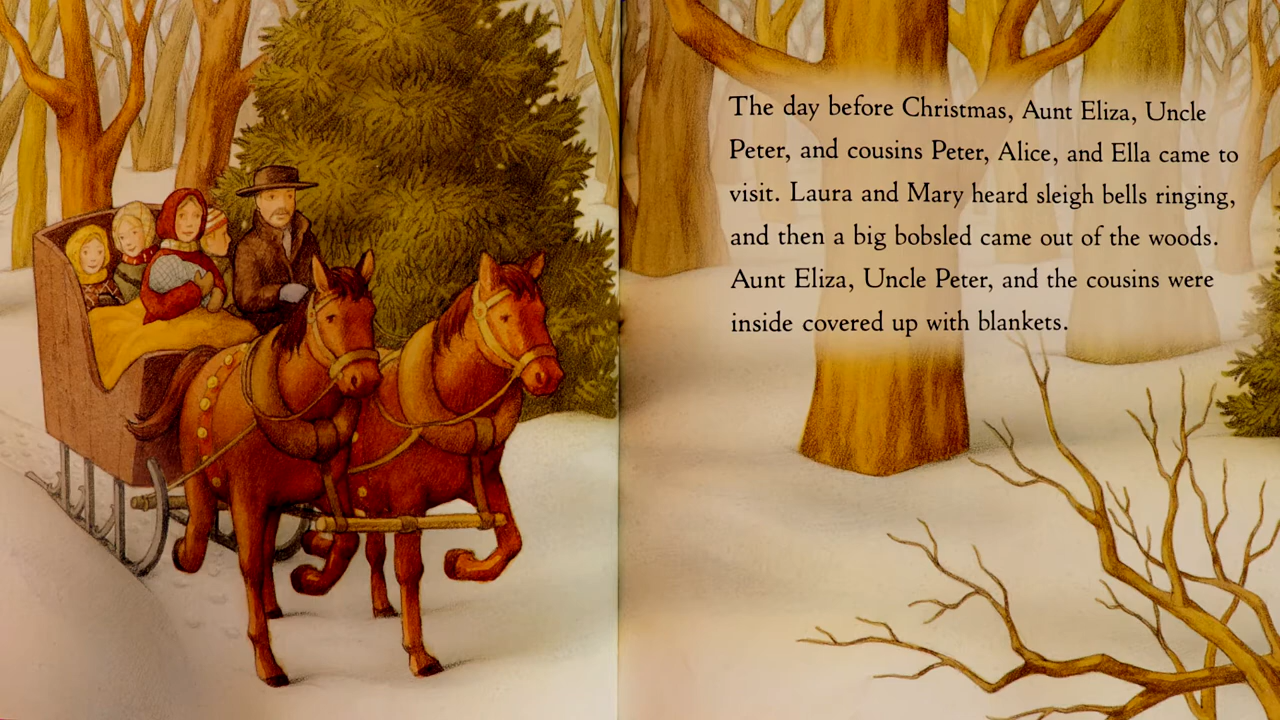 The day before Christmas, Aunt Eliza, Uncle
Peter, and cousins Peter, Alice, and Ella came to
visit. Laura and Mary heard sleigh bells ringing,
and then a big bobsled came out of the woods.
Aunt Eliza, Uncle Peter, and the cousins were
inside covered up with blankets.